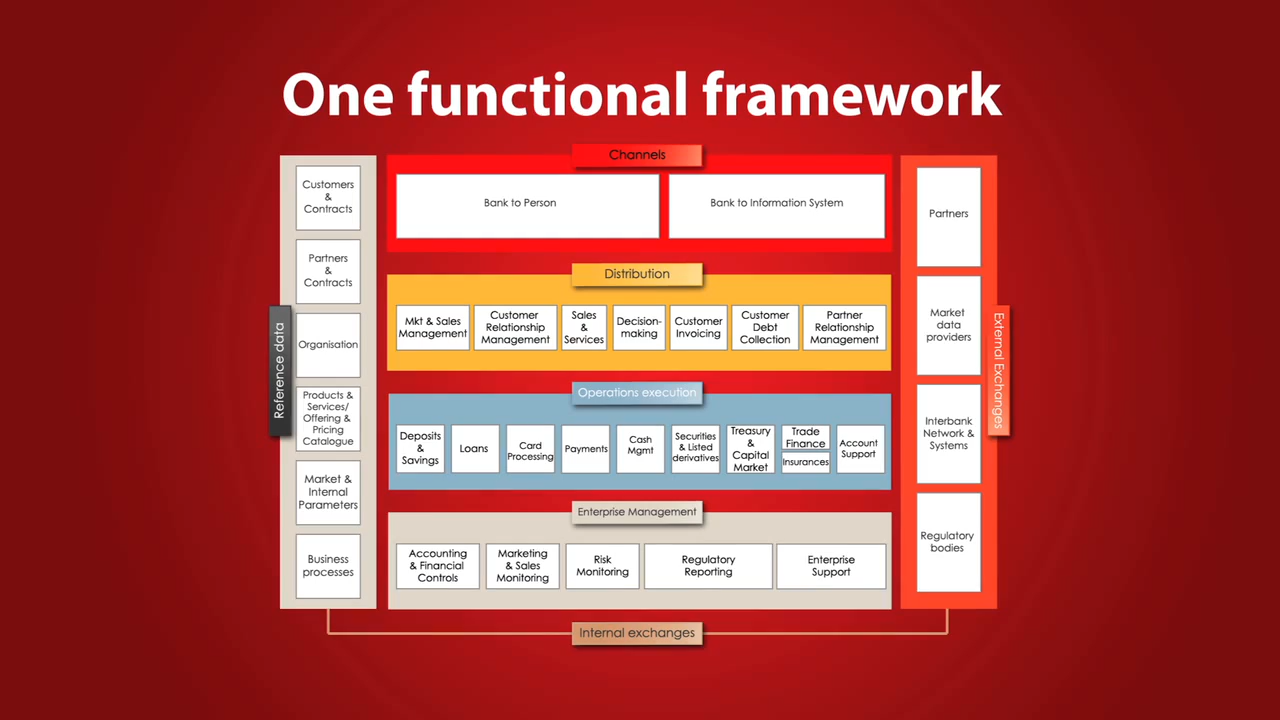 One functional framework
Reference data
Customers
&
Contracts
Partners
&
Contracts
Organisation
Products &
Services/
Offering &
Pricing
Catalogue
Market &
Internal
Parameters
Business
processes
Channels
Bank to Person
Bank to Information System
Distribution
Mkt & Sales
Management
Customer
Relationship
Management
Sales
&
Services
Decision-
making
Customer
Invoicing
Customer
Debt
Collection
Partner
Relationship
Management
Operations execution
Deposits
&
Savings
Loans
Card
Processing
Payments
Cash
Mgmt
Securities
& Listed
derivatives
Treasury
&
Capital
Market
Trade
Finance
Insurances
Account
Support
Enterprise Management
Accounting
& Financial
Controls
Marketing
& Sales
Monitoring
Risk
Monitoring
Regulatory
Reporting
Enterprise
Support
Partners
Market
data
providers
Interbank
Network &
Systems
Regulatory
bodies
External Exchanges
Internal exchanges